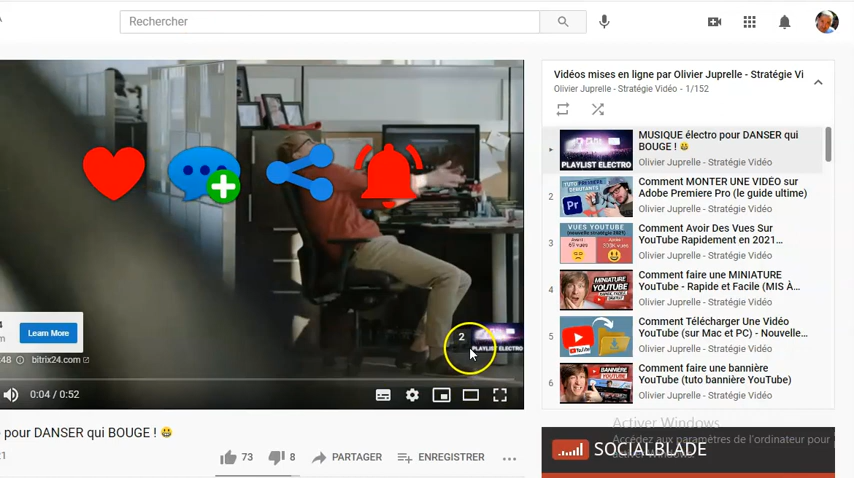 Rechercher
Learn More
48
bitrix24.com
2
PLAYLIST ELECTRO
0:04 / 0:52
pour DANSER qui BOUGE ! 😀
21
73
8
PARTAGER
ENREGISTRER
Vidéos mises en ligne par Olivier Juprelle - Stratégie Vi
Olivier Juprelle - Stratégie Vidéo - 1/152
PLAYLIST ELECTRO
MUSIQUE électro pour DANSER qui
BOUGE ! 😀
Olivier Juprelle - Stratégie Vidéo
2
TUTO PREMIERE
DÉBUTANTS
Pr
Comment MONTER UNE VIDÉO sur
Adobe Premiere Pro (le guide ultime)
Olivier Juprelle - Stratégie Vidéo
3
VUES YOUTUBE
Comment Avoir Des Vues Sur
YouTube Rapidement en 2021...
Olivier Juprelle - Stratégie Vidéo
4
MINIATURE
YOUTUBE
Comment faire une MINIATURE
YouTube - Rapide et Facile (MIS À...
Olivier Juprelle - Stratégie Vidéo
5
Comment Télécharger Une Vidéo
YouTube (sur Mac et PC) - Nouvelle...
Olivier Juprelle - Stratégie Vidéo
6
Comment faire une bannière
YouTube (tuto bannière YouTube)
Olivier Juprelle - Stratégie Vidéo
Activer Windows
Accédez aux paramètres de l'ordinateur pour
SOCIALBLADE